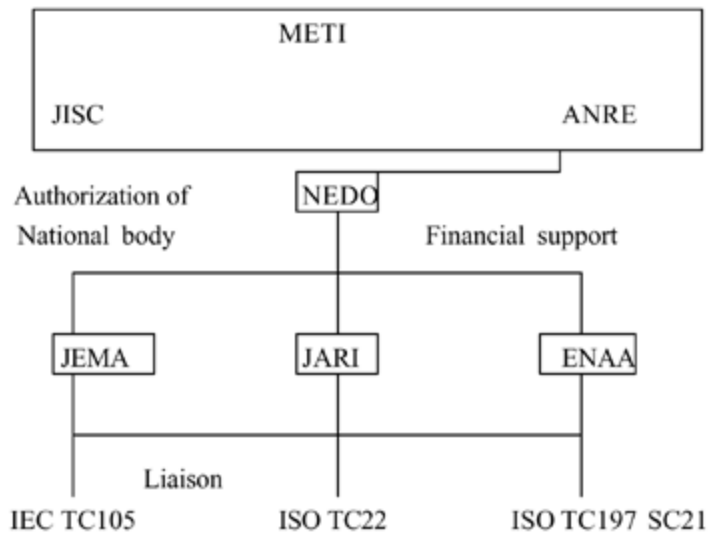 METI
JISC ANRE
Authorization of NEDO
National body Financial support
JEMA JARI ENAA
Liaison
IEC TC105 ISO TC22 ISO TC197 SC21